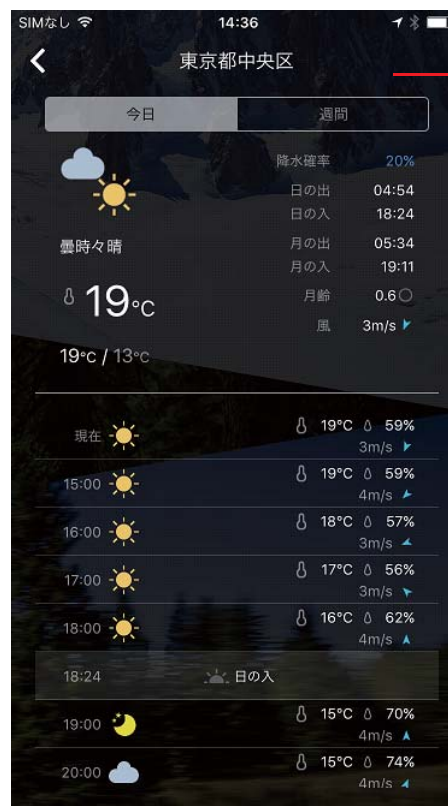 SIMなし 14:36
東京都中央区
今日 週間
降水確率 20%
日の出 04:54
日の入 18:24
曇時々晴
月の出 05:34
月の入 19:11
19°C
月齢 0.6
風 3m/s
19°C / 13°C
現在 19°C 59%
3m/s
15:00 19°C 59%
4m/s
16:00 18°C 57%
3m/s
17:00 17°C 56%
3m/s
18:00 16°C 62%
4m/s
18:24 日の入
19:00 15°C 70%
4m/s
20:00 15°C 74%
4m/s